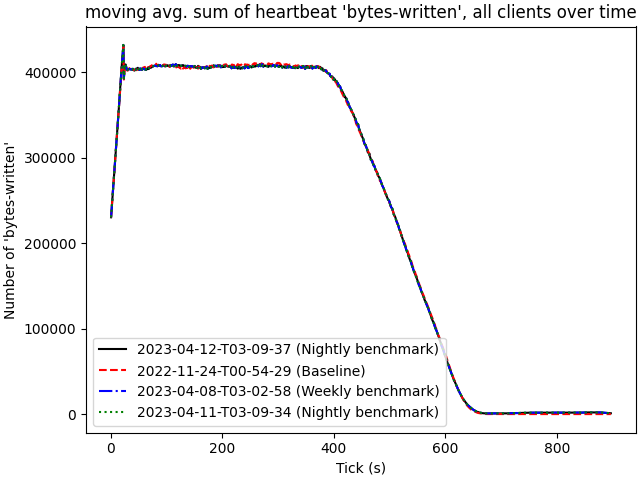 moving avg. sum of heartbeat 'bytes-written', all clients over time
Number of 'bytes-written'
400000
300000
200000
100000
0
2023-04-12-T03-09-37 (Nightly benchmark)
2022-11-24-T00-54-29 (Baseline)
2023-04-08-T03-02-58 (Weekly benchmark)
2023-04-11-T03-09-34 (Nightly benchmark)
0 200 400 600 800
Tick (s)